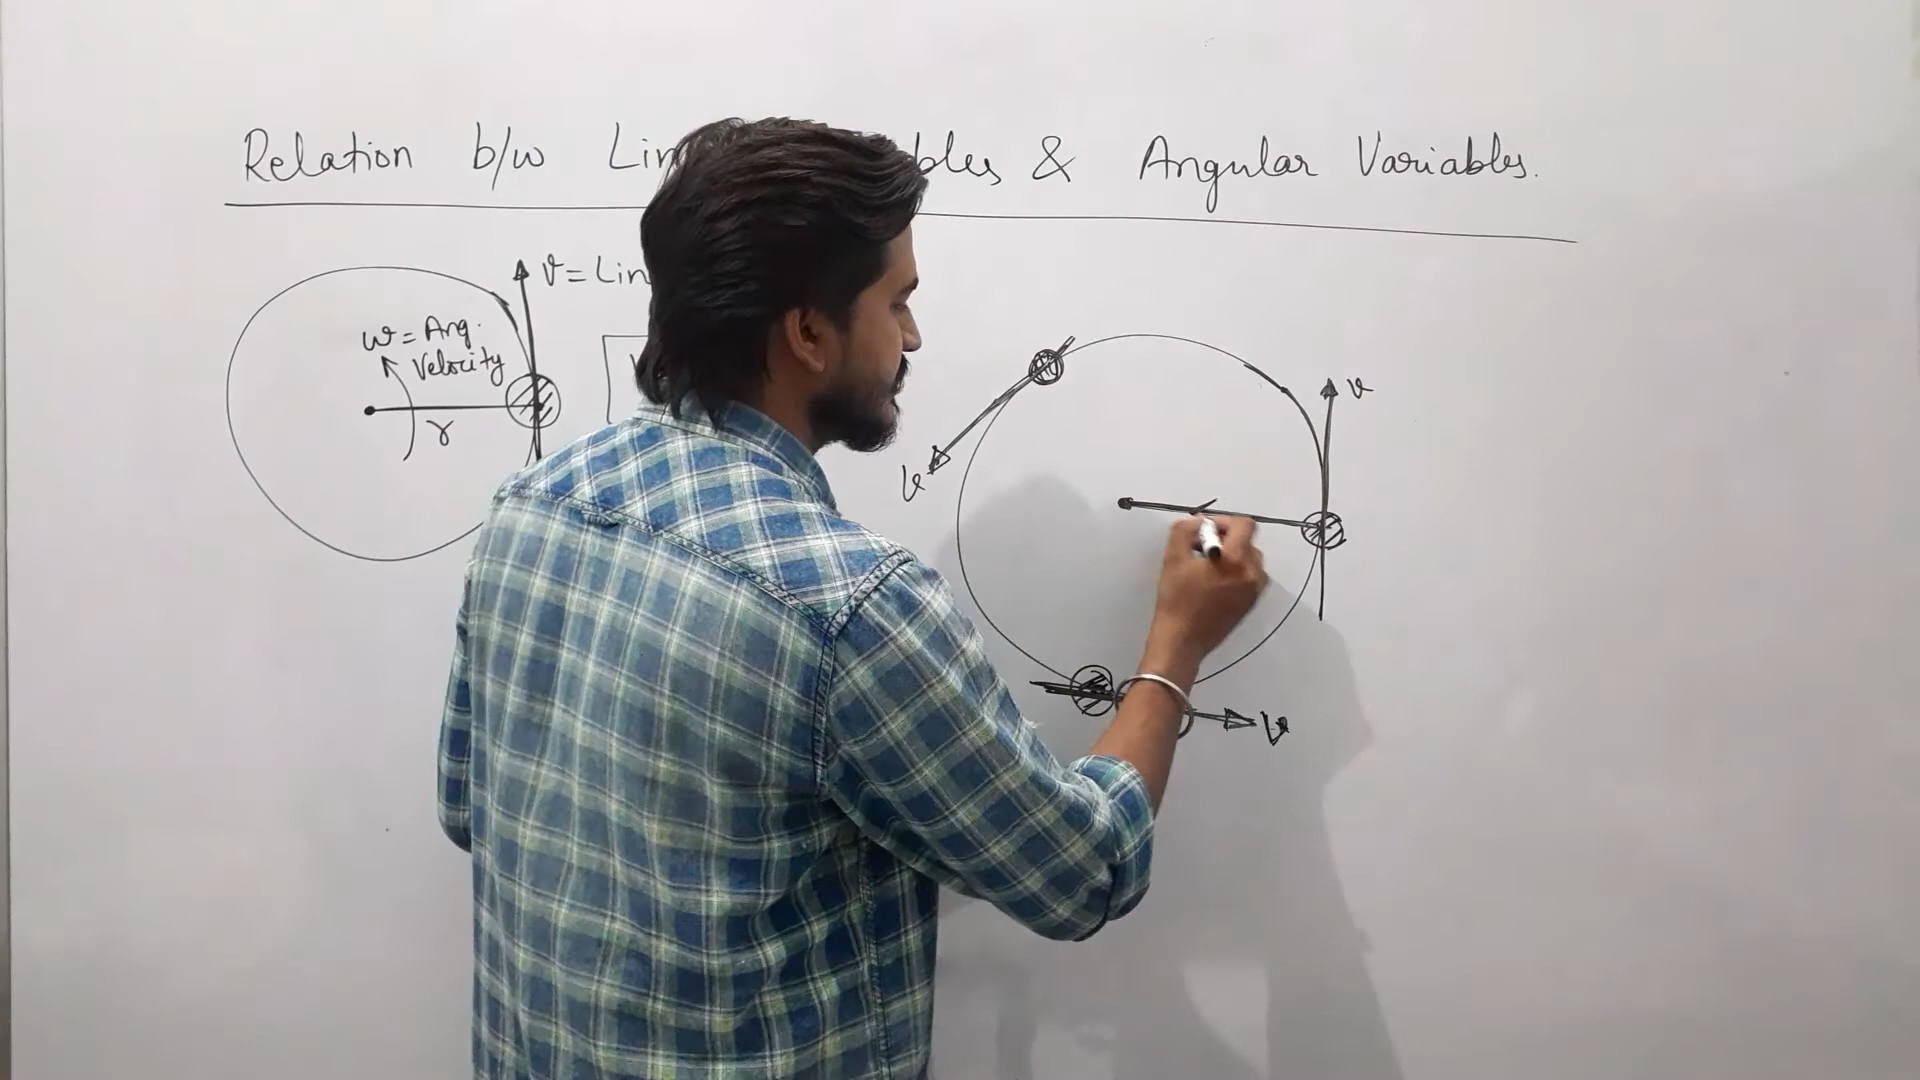 Relation b/w Lin bles & Angular Variables.
v = Lin
ω = Ang.
Velocity
r
v
v
v